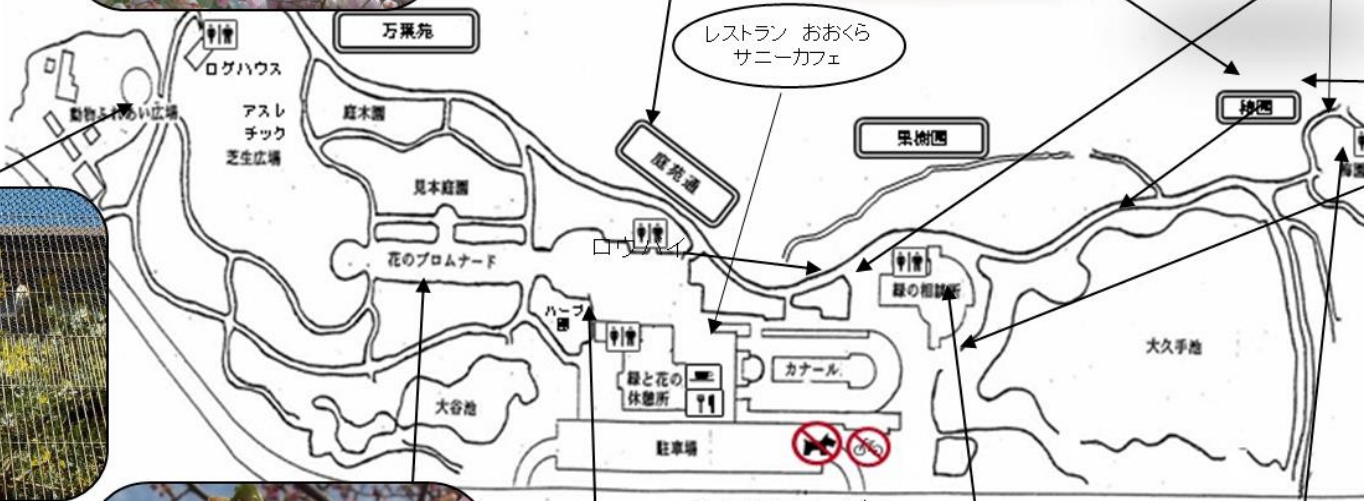 万葉苑
レストラン おおくら
サニーカフェ
ログハウス
動物ふれあい広場
アスレ
チック
芝生広場
庭木園
見本庭園
庭苑通
果樹園
ロウバイ
花のプロムナード
緑の相談所
ハーブ
園
緑と花の
休憩所
カナール
大久手池
大谷池
駐車場